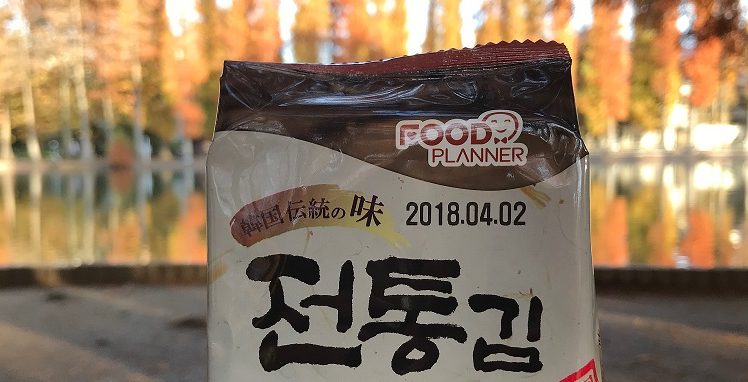 FOOD
PLANNER
韓国伝統の味
2018.04.02
전통김